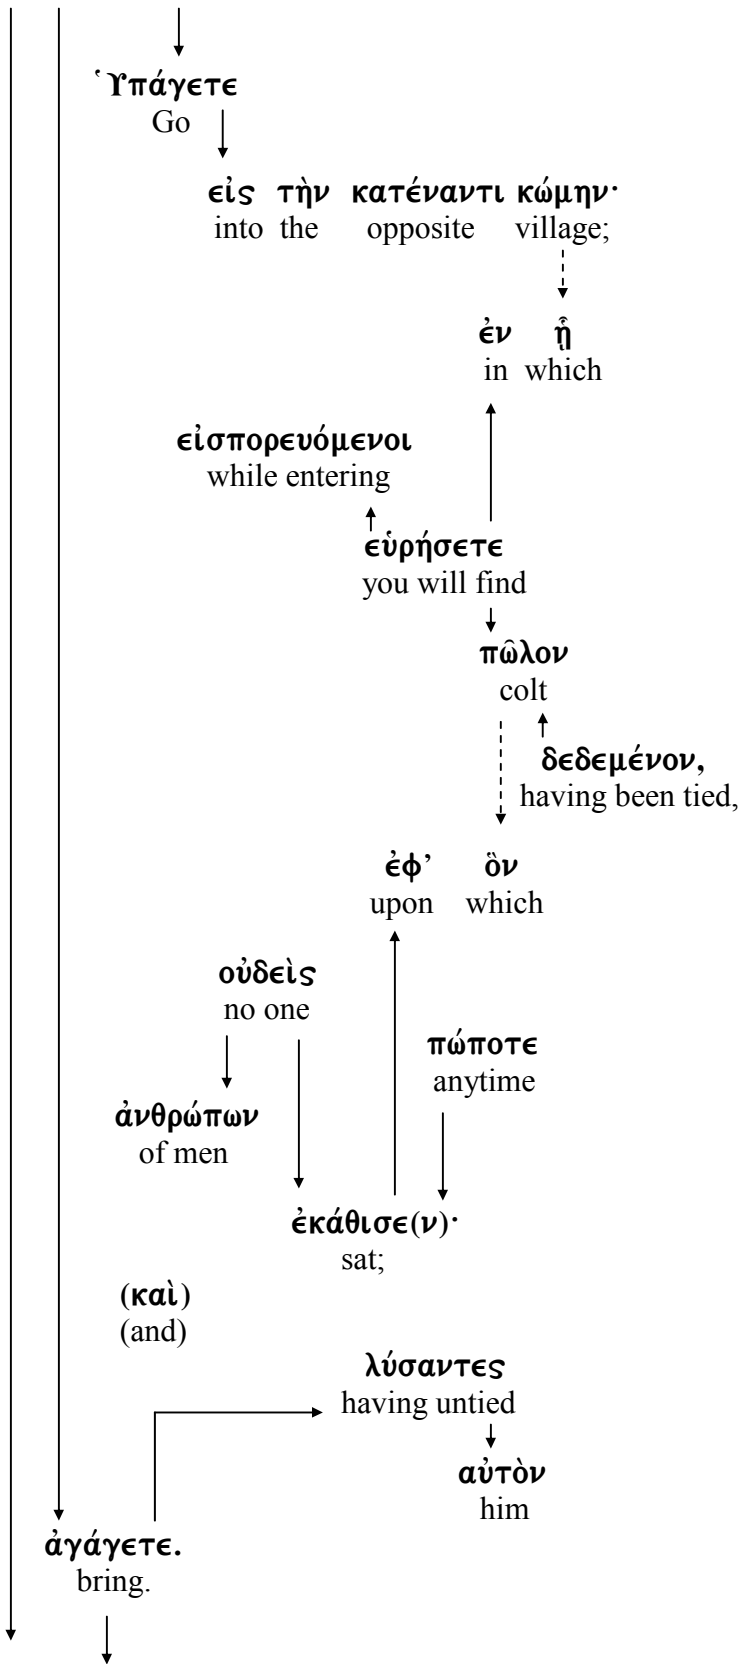 Ὑπάγετε
Go
εἰς τὴν κατέναντι κώμην·
into the opposite village;
ἐν ᾗ
in which
εἰσπορευόμενοι
while entering
εὑρήσετε
you will find
πῶλον
colt
δεδεμένον,
having been tied,
ἐφ’ ὃν
upon which
οὐδεὶς
no one
πώποτε
anytime
ἀνθρώπων
of men
ἐκάθισε(ν)·
sat;
(καὶ)
(and)
λύσαντες
having untied
αὐτὸν
him
ἀγάγετε.
bring.